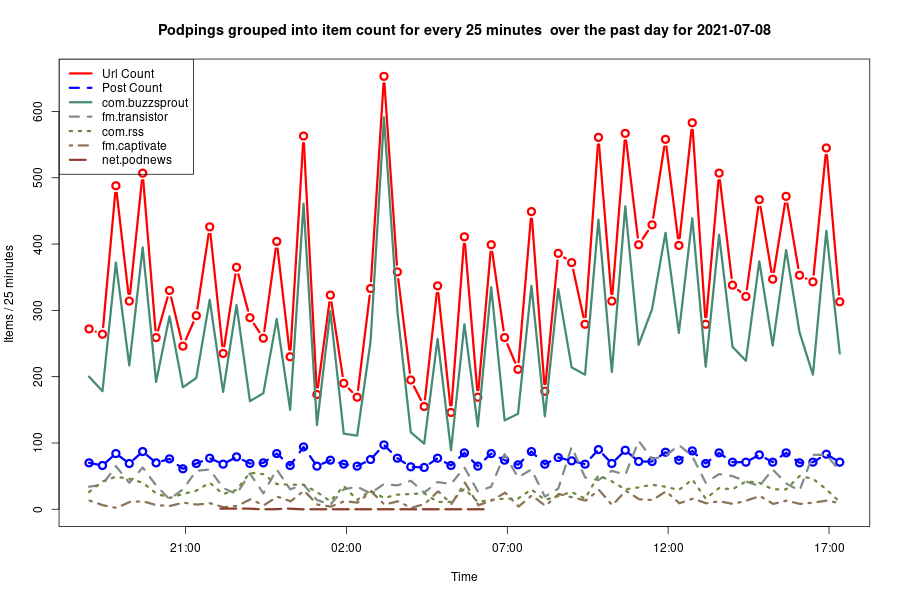 Podpings grouped into item count for every 25 minutes  over the past day for 2021-07-08
Url Count
Post Count
com.buzzsprout
fm.transistor
com.rss
fm.captivate
net.podnews
Items / 25 minutes
600
500
400
300
200
100
0
21:00
02:00
07:00
12:00
17:00
Time